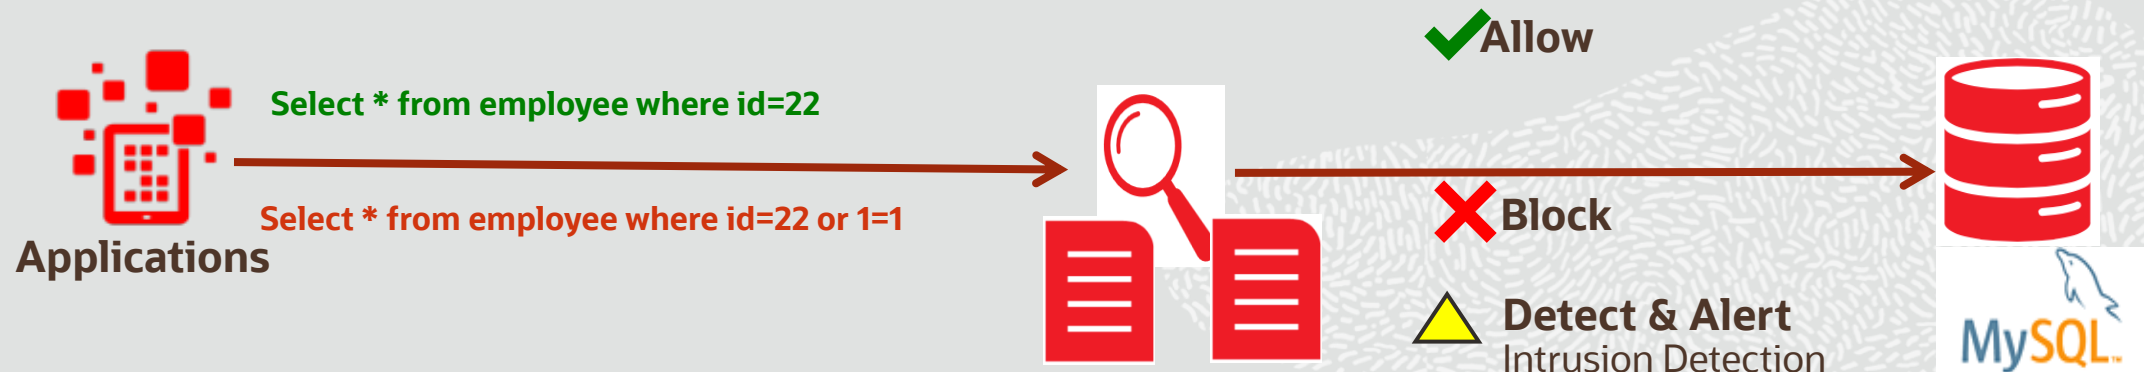 Allow
Select * from employee where id=22
Select * from employee where id=22 or 1=1
Applications
Block
Detect & Alert
Intrusion Detection
MySQL™